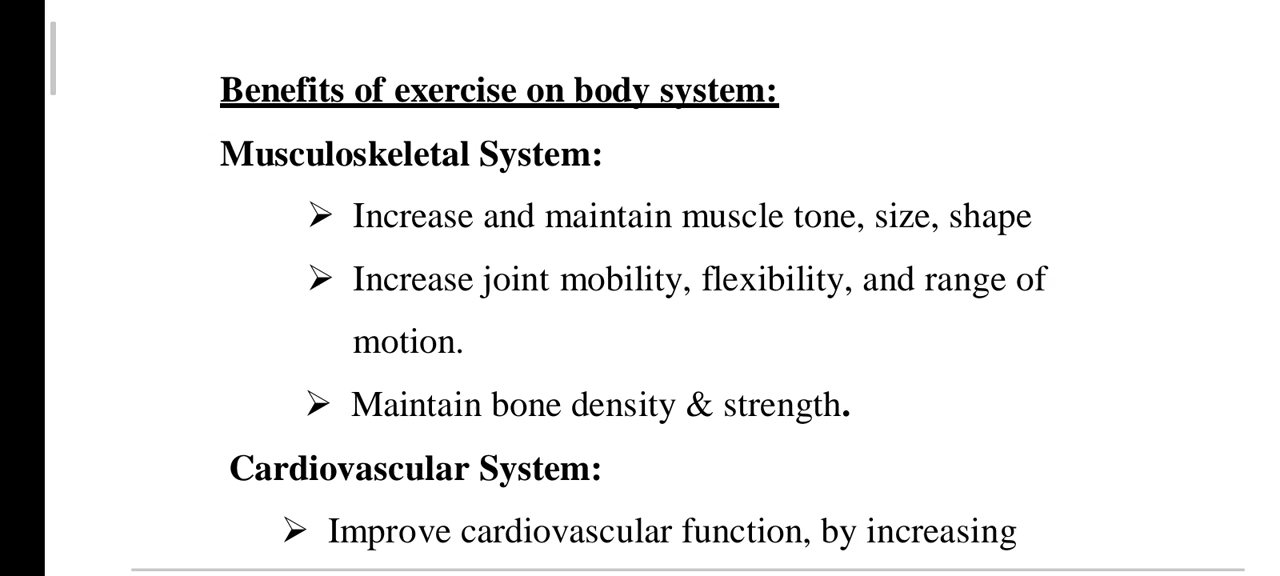 Benefits of exercise on body system:
Musculoskeletal System:
➢ Increase and maintain muscle tone, size, shape
➢ Increase joint mobility, flexibility, and range of
motion.
➢ Maintain bone density & strength.
Cardiovascular System:
➢ Improve cardiovascular function, by increasing